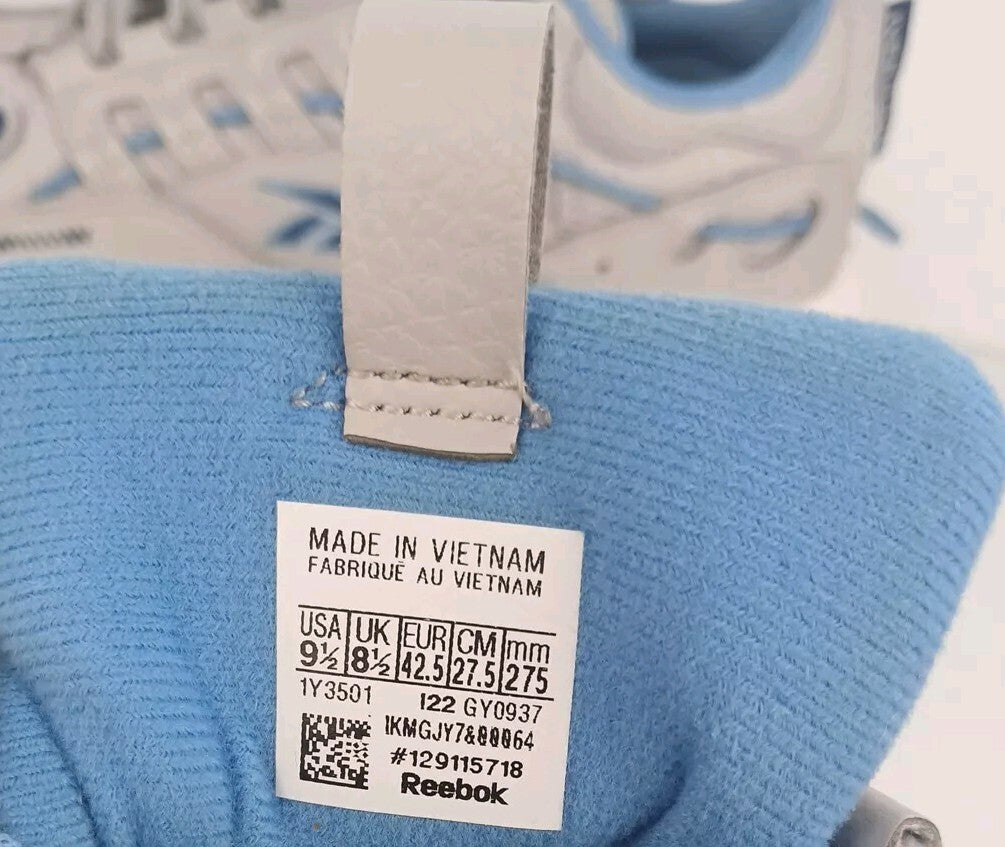 MADE IN VIETNAM
FABRIQUÉ AU VIETNAM
USA UK EUR CM mm
9½ 8½ 42.5 27.5 275
1Y3501 I22 GY0937
IKMGJY7&00064
#129115718
Reebok